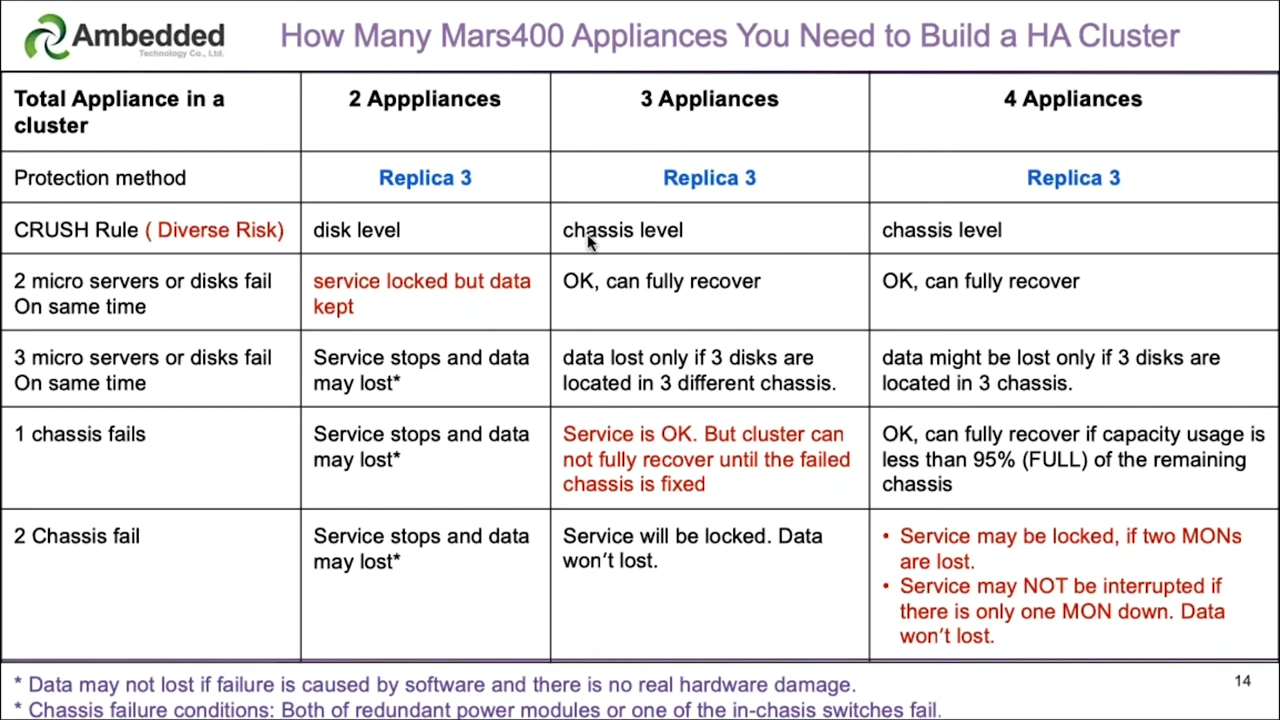 Ambedded
Technology Co., Ltd.
How Many Mars400 Appliances You Need to Build a HA Cluster
Total Appliance in a
cluster
2 Apppliances
3 Appliances
4 Appliances
Protection method
Replica 3
Replica 3
Replica 3
CRUSH Rule ( Diverse Risk)
disk level
chassis level
chassis level
2 micro servers or disks fail
On same time
service locked but data
kept
OK, can fully recover
OK, can fully recover
3 micro servers or disks fail
On same time
Service stops and data
may lost*
data lost only if 3 disks are
located in 3 different chassis.
data might be lost only if 3 disks are
located in 3 chassis.
1 chassis fails
Service stops and data
may lost*
Service is OK. But cluster can
not fully recover until the failed
chassis is fixed
OK, can fully recover if capacity usage is
less than 95% (FULL) of the remaining
chassis
2 Chassis fail
Service stops and data
may lost*
Service will be locked. Data
won’t lost.
• Service may be locked, if two MONs
are lost.
• Service may NOT be interrupted if
there is only one MON down. Data
won’t lost.
* Data may not lost if failure is caused by software and there is no real hardware damage.
14
* Chassis failure conditions: Both of redundant power modules or one of the in-chasis switches fail.